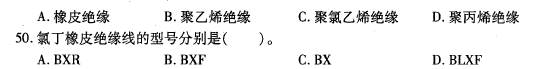 A. 橡皮绝缘 B. 聚乙烯绝缘 C. 聚氯乙烯绝缘 D. 聚丙烯绝缘
50. 氯丁橡皮绝缘线的型号分别是( )。
A. BXR B. BXF C. BX D. BLXF